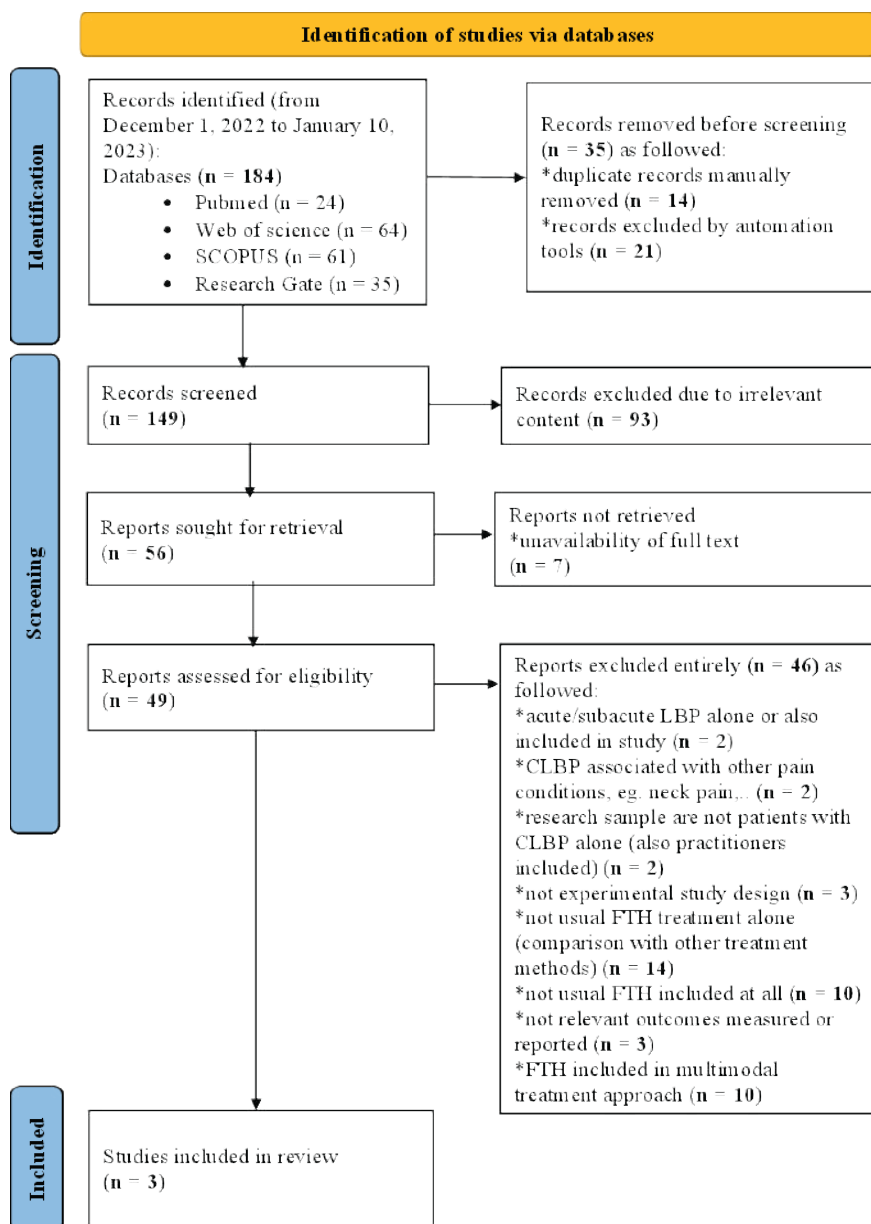 Identification of studies via databases
Identification
Records identified (from
December 1, 2022 to January 10,
2023):
Databases (n = 184)
• Pubmed (n = 24)
• Web of science (n = 64)
• SCOPUS (n = 61)
• Research Gate (n = 35)
Records removed before screening
(n = 35) as followed:
*duplicate records manually
removed (n = 14)
*records excluded by automation
tools (n = 21)
Screening
Records screened
(n = 149)
Records excluded due to irrelevant
content (n = 93)
Reports sought for retrieval
(n = 56)
Reports not retrieved
*unavailability of full text
(n = 7)
Reports assessed for eligibility
(n = 49)
Reports excluded entirely (n = 46) as
followed:
*acute/subacute LBP alone or also
included in study (n = 2)
*CLBP associated with other pain
conditions, eg. neck pain,.. (n = 2)
*research sample are not patients with
CLBP alone (also practitioners
included) (n = 2)
*not experimental study design (n = 3)
*not usual FTH treatment alone
(comparison with other treatment
methods) (n = 14)
*not usual FTH included at all (n = 10)
*not relevant outcomes measured or
reported (n = 3)
*FTH included in multimodal
treatment approach (n = 10)
Included
Studies included in review
(n = 3)